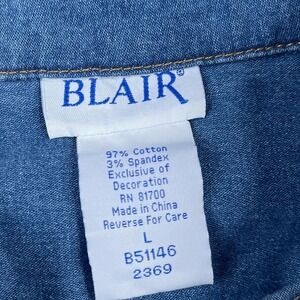 BLAIR®
97% Cotton
3% Spandex
Exclusive of
Decoration
RN 81700
Made in China
Reverse For Care
L
B51146
2369